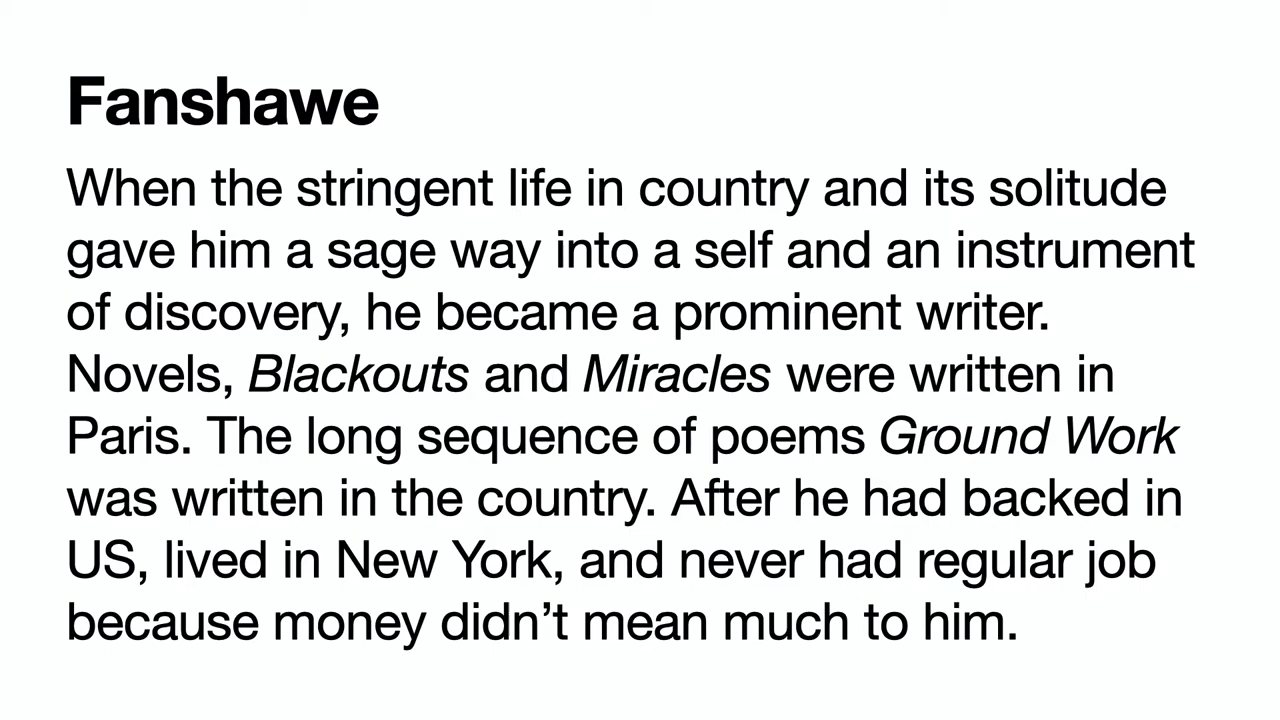 Fanshawe
When the stringent life in country and its solitude
gave him a sage way into a self and an instrument
of discovery, he became a prominent writer.
Novels, Blackouts and Miracles were written in
Paris. The long sequence of poems Ground Work
was written in the country. After he had backed in
US, lived in New York, and never had regular job
because money didn’t mean much to him.